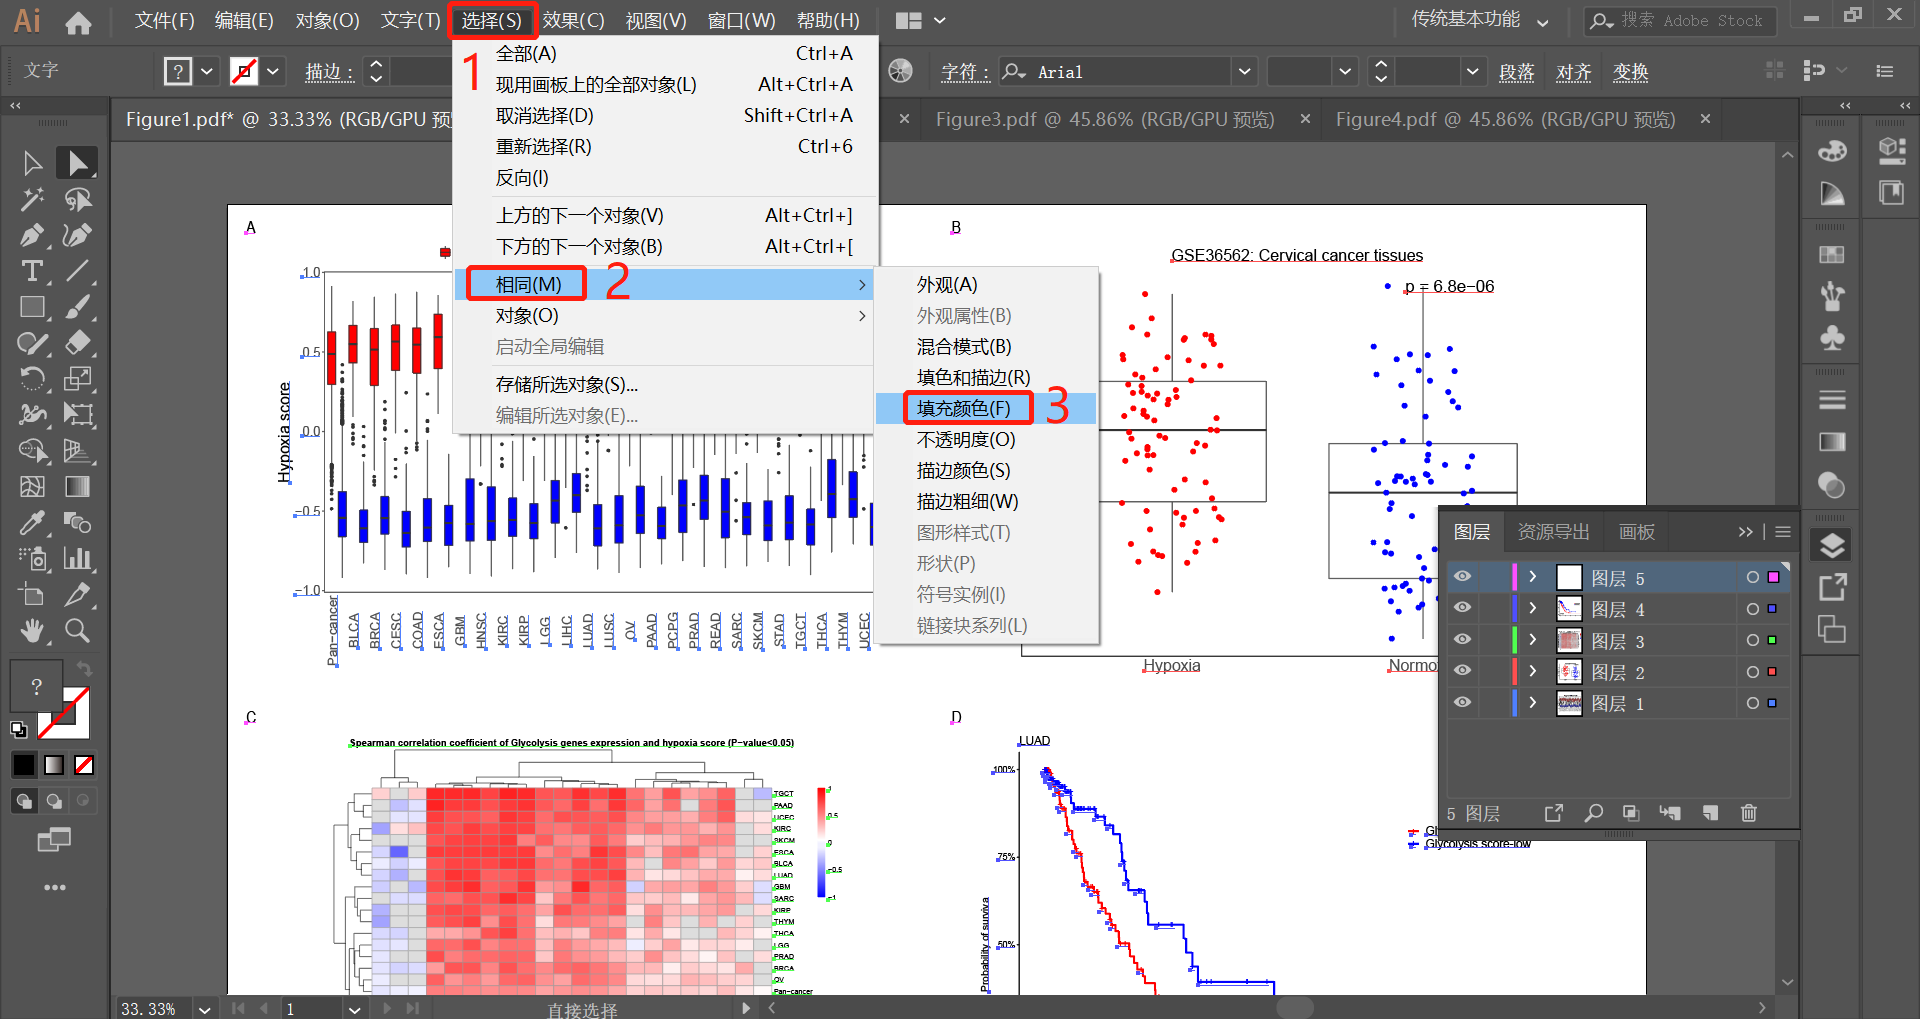 Ai 文件(F) 编辑(E) 对象(O) 文字(T) 选择(S) 效果(C) 视图(V) 窗口(W) 帮助(H) 传统基本功能 搜索 Adobe Stock
文字 ? 描边: 字符: Arial 段落 对齐 变换
Figure1.pdf* @ 33.33% (RGB/GPU 预 Figure3.pdf @ 45.86% (RGB/GPU 预览) Figure4.pdf @ 45.86% (RGB/GPU 预览)
1
全部(A) Ctrl+A
现用画板上的全部对象(L) Alt+Ctrl+A
取消选择(D) Shift+Ctrl+A
重新选择(R) Ctrl+6
反向(I)
上方的下一个对象(V) Alt+Ctrl+]
下方的下一个对象(B) Alt+Ctrl+[
相同(M) 2
对象(O)
启动全局编辑
存储所选对象(S)...
编辑所选对象(E)...
外观(A)
外观属性(B)
混合模式(B)
填色和描边(R)
填充颜色(F) 3
不透明度(O)
描边颜色(S)
描边粗细(W)
图形样式(T)
形状(P)
符号实例(I)
链接块系列(L)
A
1.0
0.5
0.0
−0.5
−1.0
Hypoxia score
Pan−cancer
BLCA
BRCA
CESC
COAD
ESCA
GBM
HNSC
KIRC
KIRP
LGG
LIHC
LUAD
LUSC
OV
PAAD
PCPG
PRAD
READ
SARC
SKCM
STAD
TGCT
THCA
THYM
UCEC
B
GSE36562: Cervical cancer tissues
p = 6.8e−06
Hypoxia
Normo
C
Spearman correlation coefficient of Glycolysis genes expression and hypoxia score (P−value<0.05)
TGCT
PAAD
UCEC
KIRC
SKCM
ESCA
BLCA
LUAD
GBM
SARC
KIRP
THYM
THCA
LGG
PRAD
BRCA
OV
Pan−cancer
1
0.5
0
−0.5
−1
D
LUAD
100%
75%
50%
Probability of surviva
Gl
Glycolysis score−low
图层 资源导出 画板
图层 5
图层 4
图层 3
图层 2
图层 1
5 图层
?
33.33% 1 直接选择